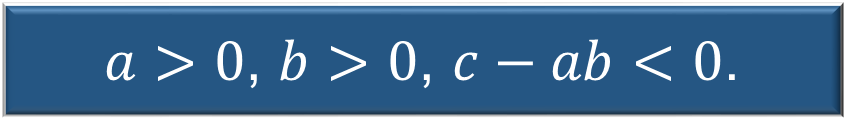 a > 0, b > 0, c − ab < 0.